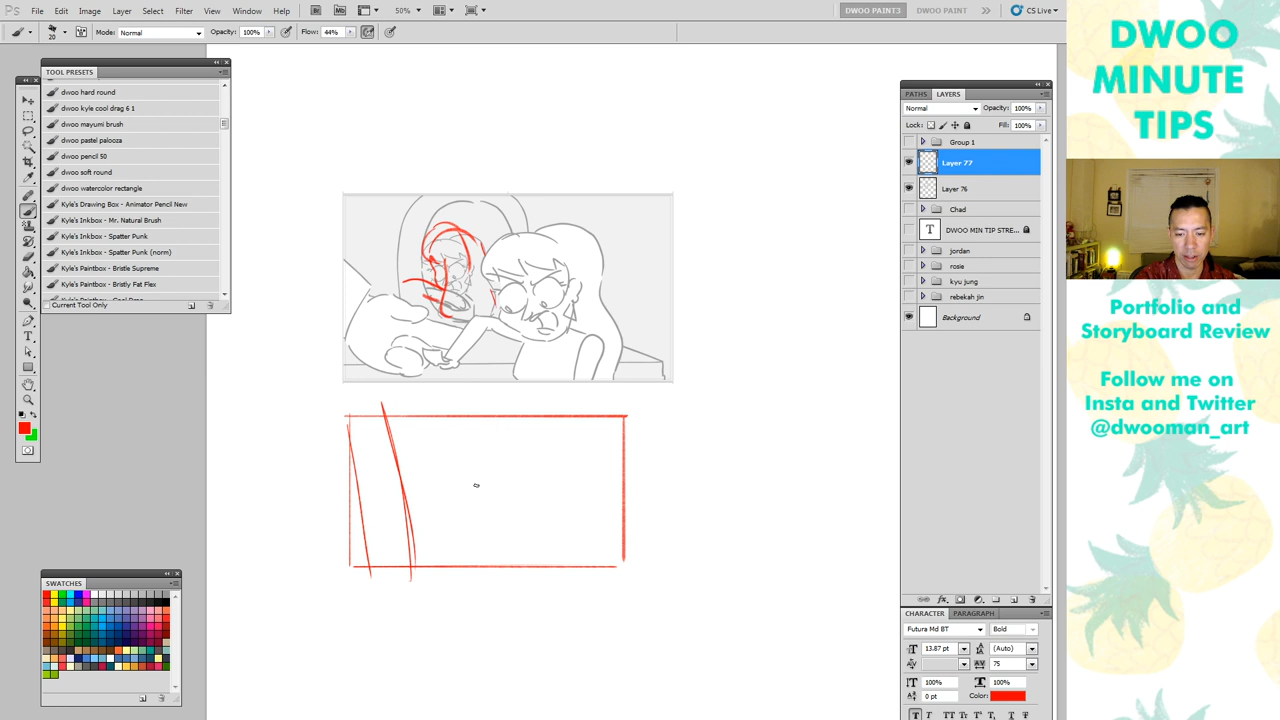 Ps File Edit Image Layer Select Filter Analysis View Window Help Br Mb 50% DWOO PAINT3 DWOO PAINT CS Live
20 Mode: Normal Opacity: 100% Flow: 44%
TOOL PRESETS
dwoo hard round
dwoo kyle cool drag 6 1
dwoo mayumi brush
dwoo pastel palooza
dwoo pencil 50
dwoo soft round
dwoo watercolor rectangle
Kyle's Drawing Box - Animator Pencil New
Kyle's Inkbox - Mr. Natural Brush
Kyle's Inkbox - Spatter Punk
Kyle's Inkbox - Spatter Punk (norm)
Kyle's Paintbox - Bristle Supreme
Kyle's Paintbox - Bristly Flat Flex
Current Tool Only
SWATCHES
PATHS LAYERS
Normal Opacity: 100%
Lock: Fill: 100%
Group 1
Layer 77
Layer 76
Chad
T DWOO MIN TIP STRE...
jordan
rosie
kyu jung
rebekah jin
Background
CHARACTER PARAGRAPH
Futura Md BT Bold
13.87 pt (Auto)
75
100% 100%
0 pt Color:
DWOO
MINUTE
TIPS
Portfolio and
Storyboard Review
Follow me on
Insta and Twitter
@dwooman_art